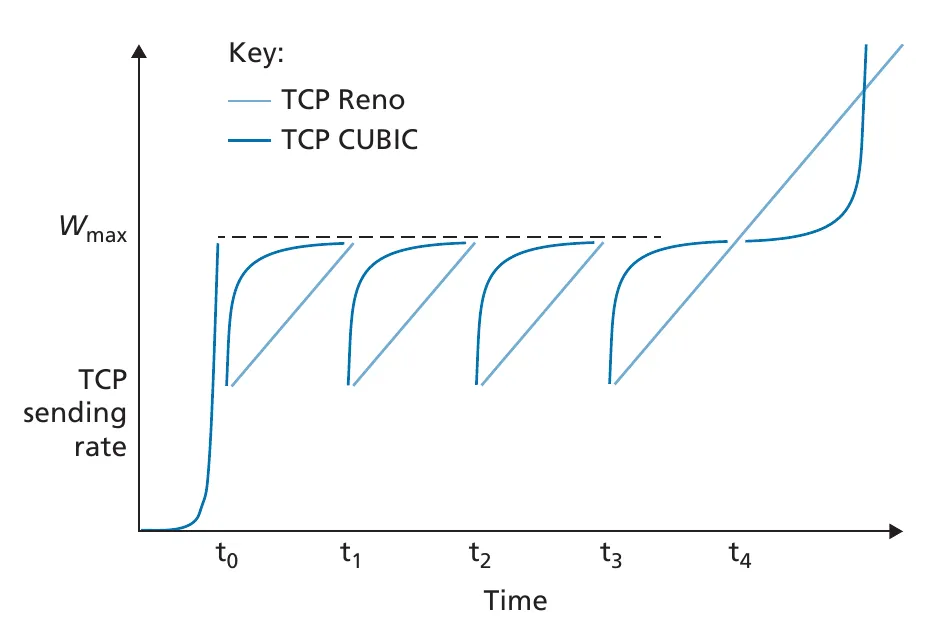 Key:
TCP Reno
TCP CUBIC
Wmax
TCP
sending
rate
t0
t1
t2
t3
t4
Time